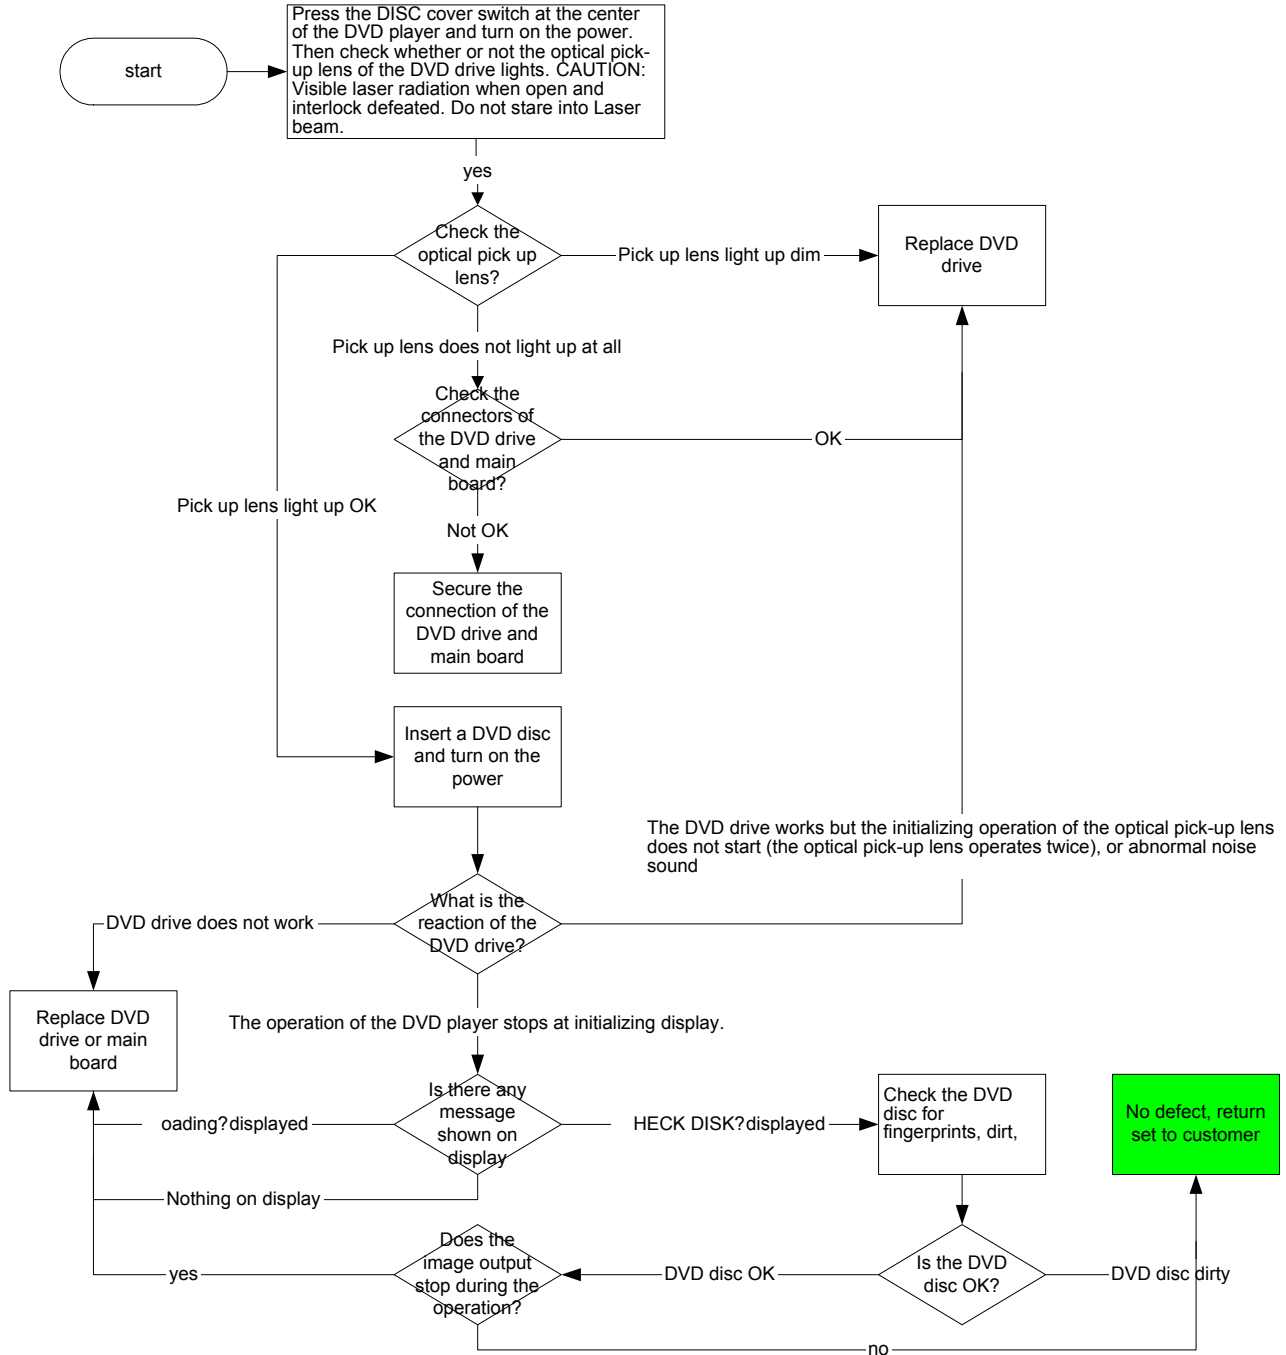 start
Press the DISC cover switch at the center
of the DVD player and turn on the power.
Then check whether or not the optical pick-
up lens of the DVD drive lights. CAUTION:
Visible laser radiation when open and
interlock defeated. Do not stare into Laser
beam.
yes
Check the
optical pick up
lens?
Pick up lens light up dim
Replace DVD
drive
Pick up lens does not light up at all
Check the
connectors of
the DVD drive
and main
board?
OK
Pick up lens light up OK
Not OK
Secure the
connection of the
DVD drive and
main board
Insert a DVD disc
and turn on the
power
The DVD drive works but the initializing operation of the optical pick-up lens
does not start (the optical pick-up lens operates twice), or abnormal noise
sound
What is the
reaction of the
DVD drive?
DVD drive does not work
Replace DVD
drive or main
board
The operation of the DVD player stops at initializing display.
Is there any
message
shown on
display
oading?displayed
HECK DISK?displayed
Check the DVD
disc for
fingerprints, dirt,
No defect, return
set to customer
Nothing on display
Does the
image output
stop during the
operation?
yes
DVD disc OK
Is the DVD
disc OK?
DVD disc dirty
no